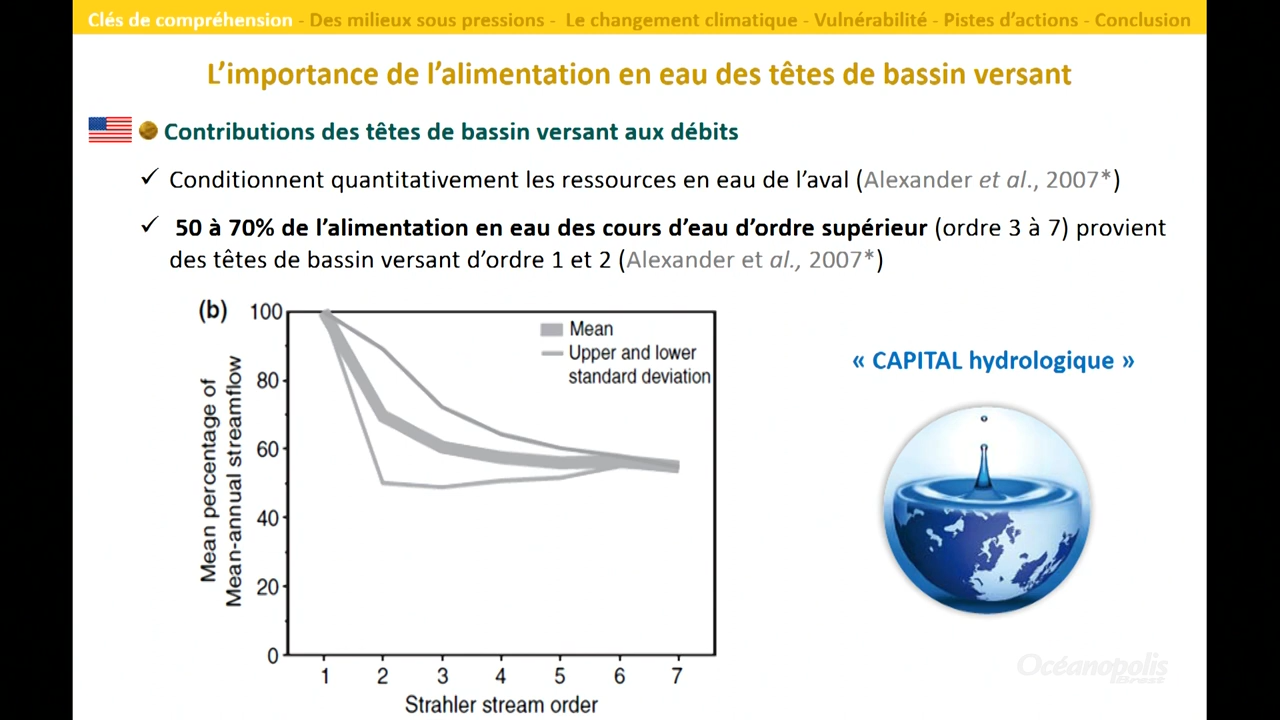 Clés de compréhension - Des milieux sous pressions - Le changement climatique - Vulnérabilité - Pistes d’actions - Conclusion
L’importance de l’alimentation en eau des têtes de bassin versant
Contributions des têtes de bassin versant aux débits
✓ Conditionnent quantitativement les ressources en eau de l’aval (Alexander et al., 2007*)
✓ 50 à 70% de l’alimentation en eau des cours d’eau d’ordre supérieur (ordre 3 à 7) provient
des têtes de bassin versant d’ordre 1 et 2 (Alexander et al., 2007*)
(b)
Mean percentage of
Mean-annual streamflow
100
80
60
40
20
0
Mean
Upper and lower
standard deviation
1 2 3 4 5 6 7
Strahler stream order
« CAPITAL hydrologique »
Océanopolis
Brest